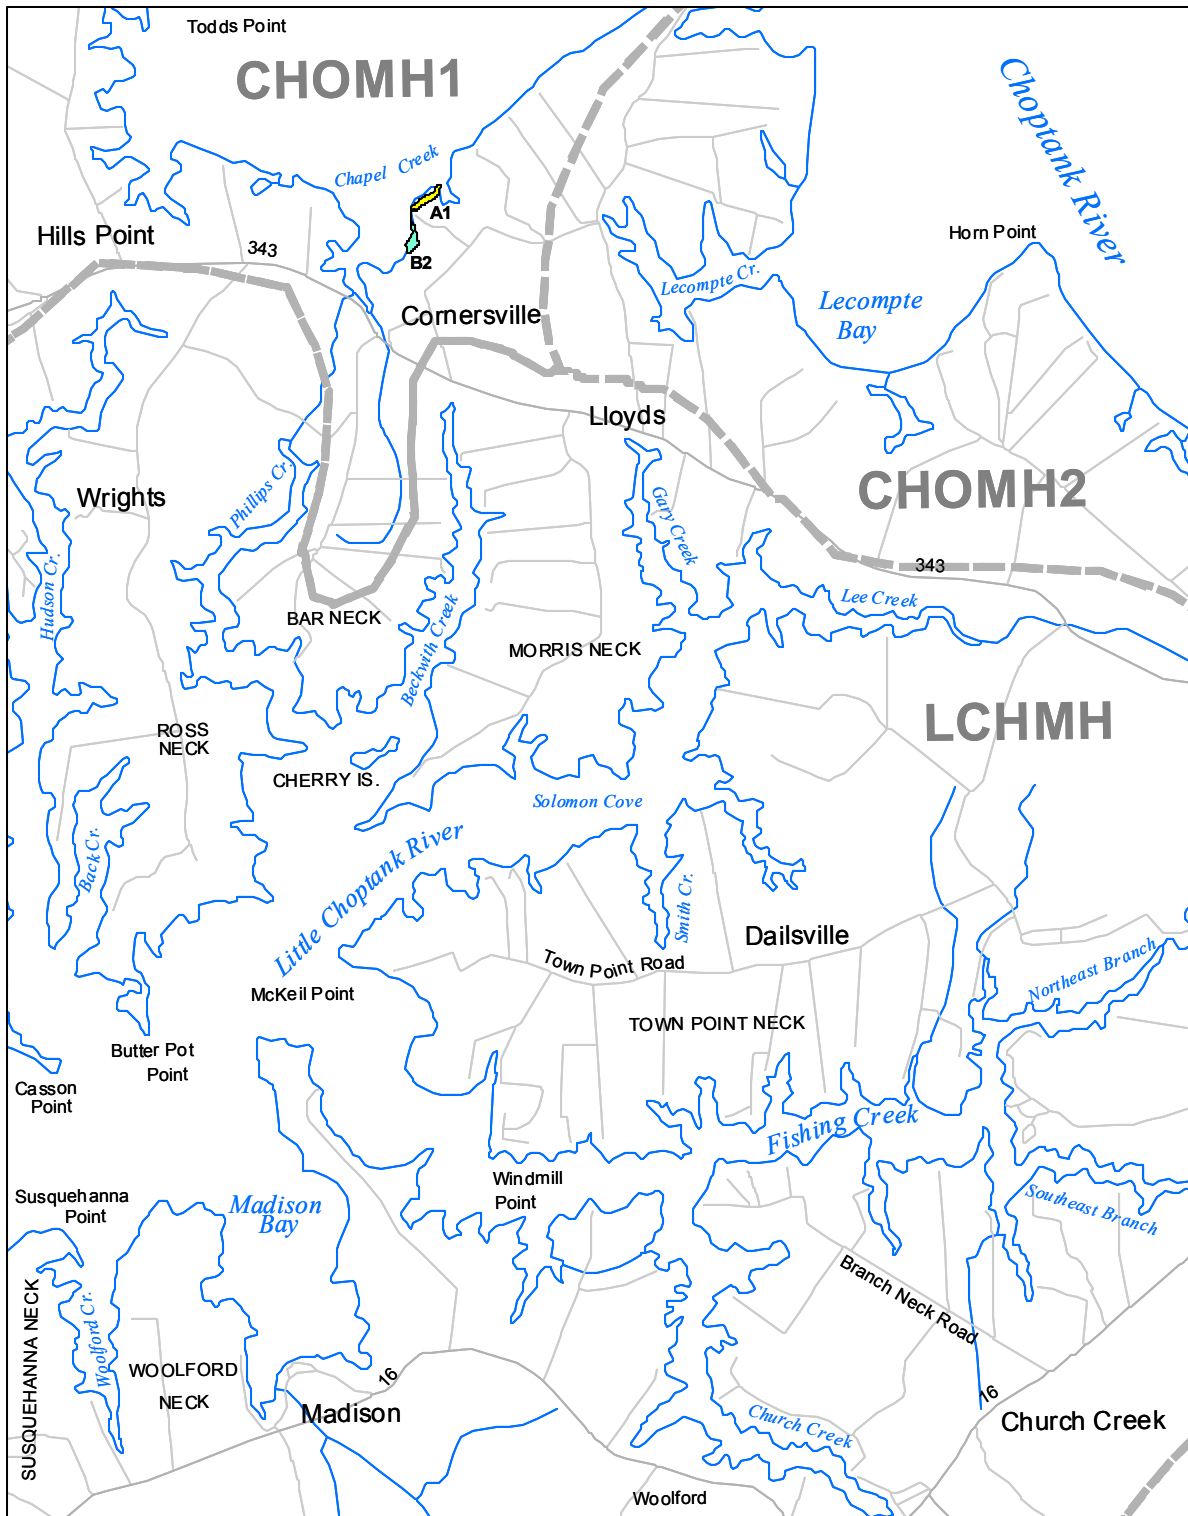 Todds Point
CHOMH1
Choptank River
Chapel Creek
A1
B2
Hills Point
343
Horn Point
Lecompte Cr.
Lecompte
Bay
Cornersville
Lloyds
Wrights
Phillips Cr.
Gary Creek
CHOMH2
343
Hudson Cr.
Lee Creek
BAR NECK
Beckwith Creek
MORRIS NECK
ROSS
NECK
LCHMH
CHERRY IS.
Solomon Cove
Back Cr.
Little Choptank River
Smith Cr.
Dailsville
Town Point Road
Northeast Branch
McKeil Point
TOWN POINT NECK
Butter Pot
Point
Casson
Point
Fishing Creek
Windmill
Point
Susquehanna
Point
Madison
Bay
Southeast Branch
SUSQUEHANNA NECK
Woolford Cr.
Branch Neck Road
WOOLFORD
NECK
16
Madison
16
Church Creek
Church Creek
Woolford